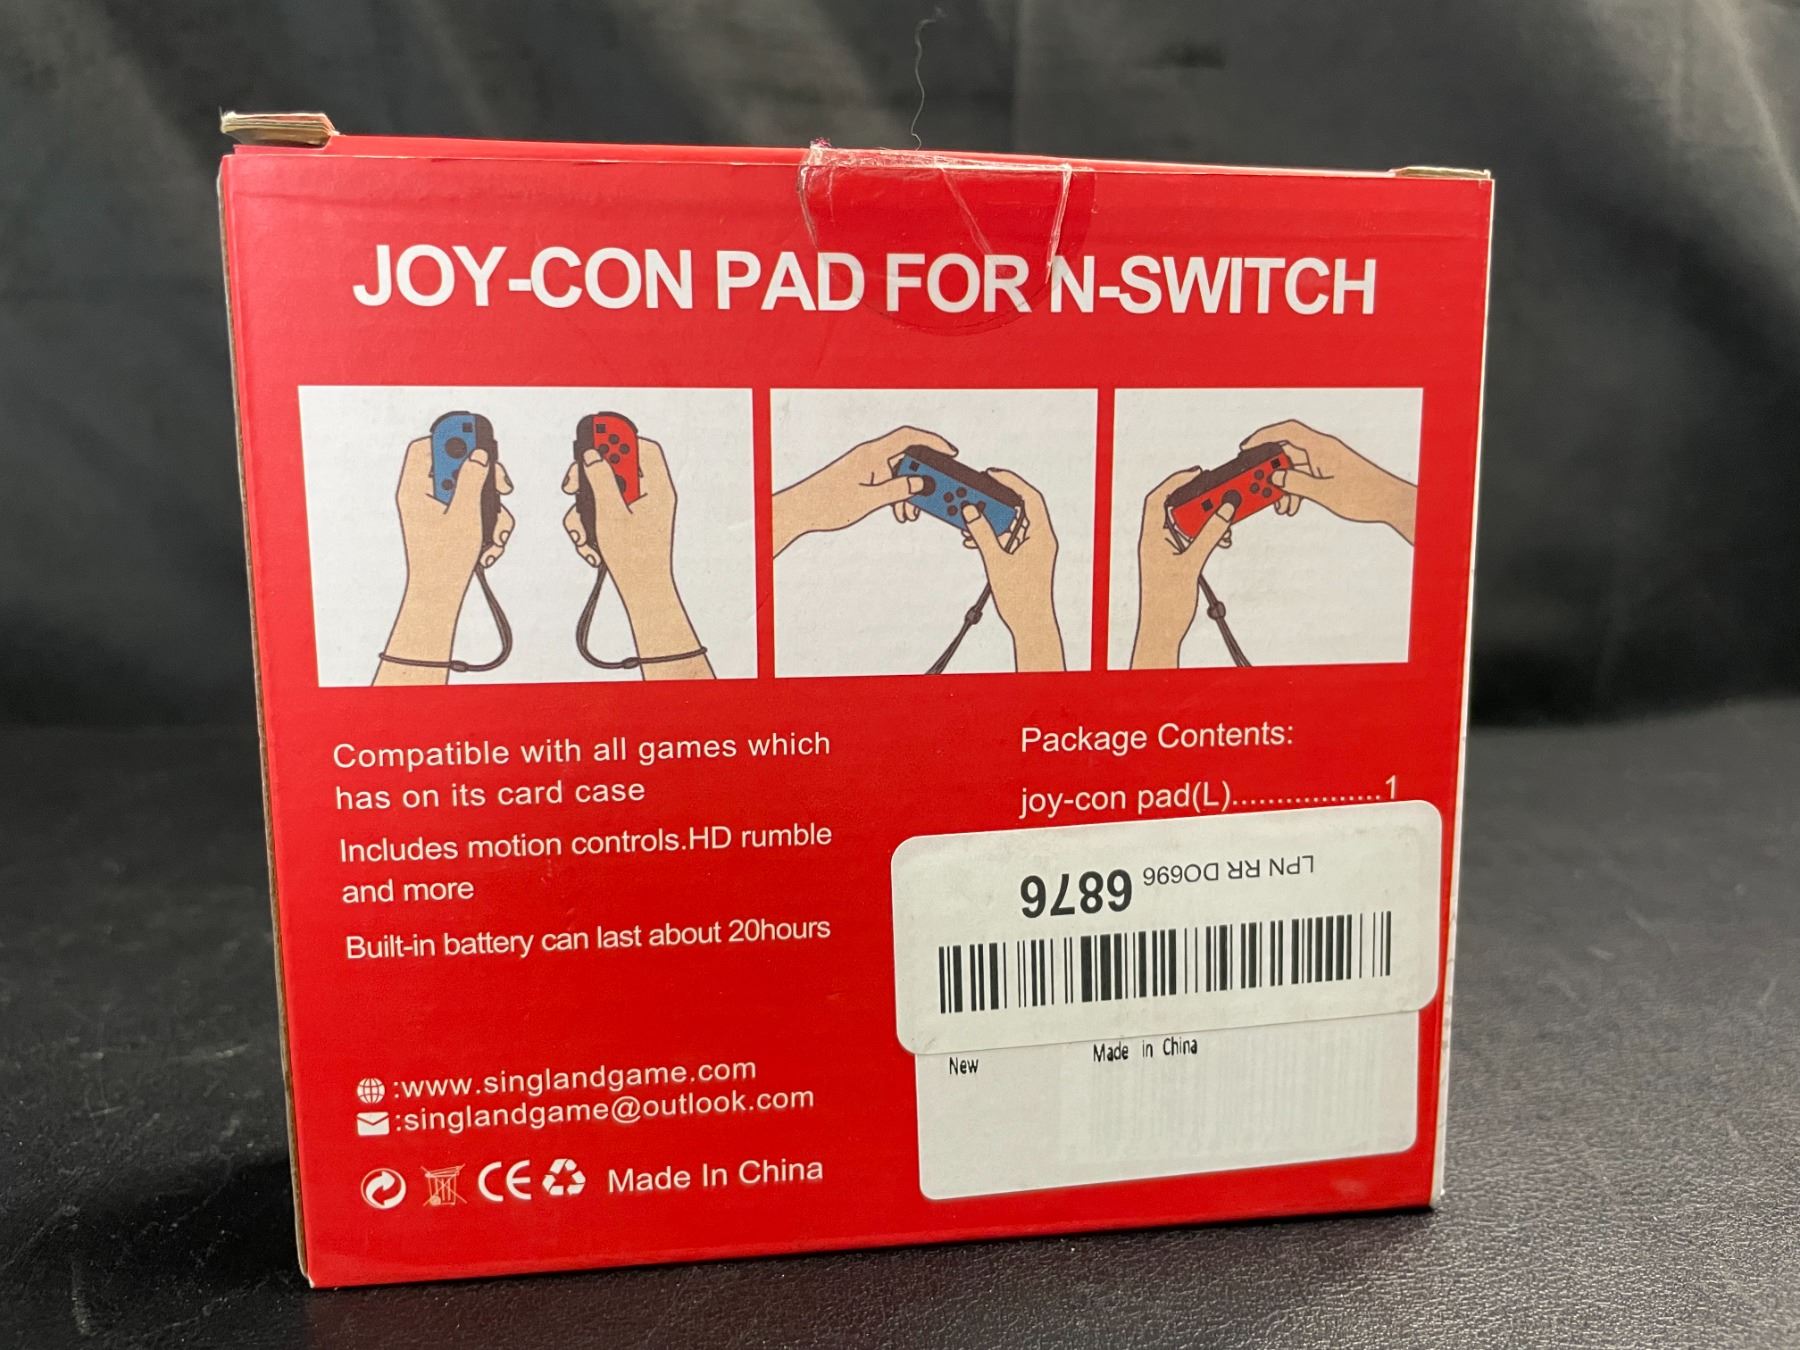 JOY-CON PAD FOR N-SWITCH
Compatible with all games which
has on its card case
Includes motion controls.HD rumble
and more
Built-in battery can last about 20hours
Package Contents:
joy-con pad(L).................1
LPN RR DO696 6876
New
Made in China
:www.singlandgame.com
:singlandgame@outlook.com
CE Made In China